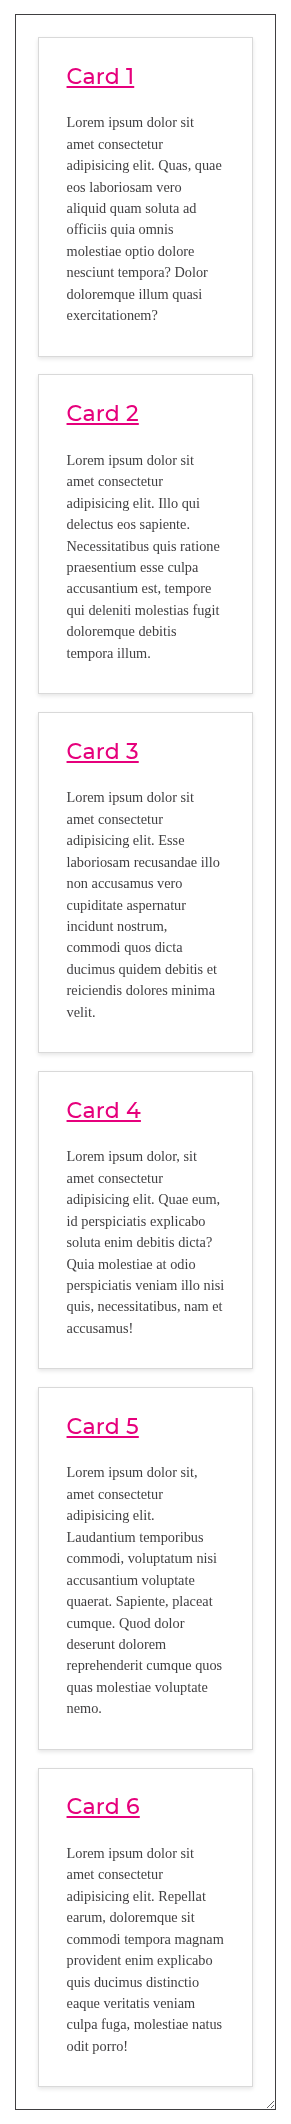 Card 1
Lorem ipsum dolor sit
amet consectetur
adipisicing elit. Quas, quae
eos laboriosam vero
aliquid quam soluta ad
officiis quia omnis
molestiae optio dolore
nesciunt tempora? Dolor
doloremque illum quasi
exercitationem?
Card 2
Lorem ipsum dolor sit
amet consectetur
adipisicing elit. Illo qui
delectus eos sapiente.
Necessitatibus quis ratione
praesentium esse culpa
accusantium est, tempore
qui deleniti molestias fugit
doloremque debitis
tempora illum.
Card 3
Lorem ipsum dolor sit
amet consectetur
adipisicing elit. Esse
laboriosam recusandae illo
non accusamus vero
cupiditate aspernatur
incidunt nostrum,
commodi quos dicta
ducimus quidem debitis et
reiciendis dolores minima
velit.
Card 4
Lorem ipsum dolor, sit
amet consectetur
adipisicing elit. Quae eum,
id perspiciatis explicabo
soluta enim debitis dicta?
Quia molestiae at odio
perspiciatis veniam illo nisi
quis, necessitatibus, nam et
accusamus!
Card 5
Lorem ipsum dolor sit,
amet consectetur
adipisicing elit.
Laudantium temporibus
commodi, voluptatum nisi
accusantium voluptate
quaerat. Sapiente, placeat
cumque. Quod dolor
deserunt dolorem
reprehenderit cumque quos
quas molestiae voluptate
nemo.
Card 6
Lorem ipsum dolor sit
amet consectetur
adipisicing elit. Repellat
earum, doloremque sit
commodi tempora magnam
provident enim explicabo
quis ducimus distinctio
eaque veritatis veniam
culpa fuga, molestiae natus
odit porro!